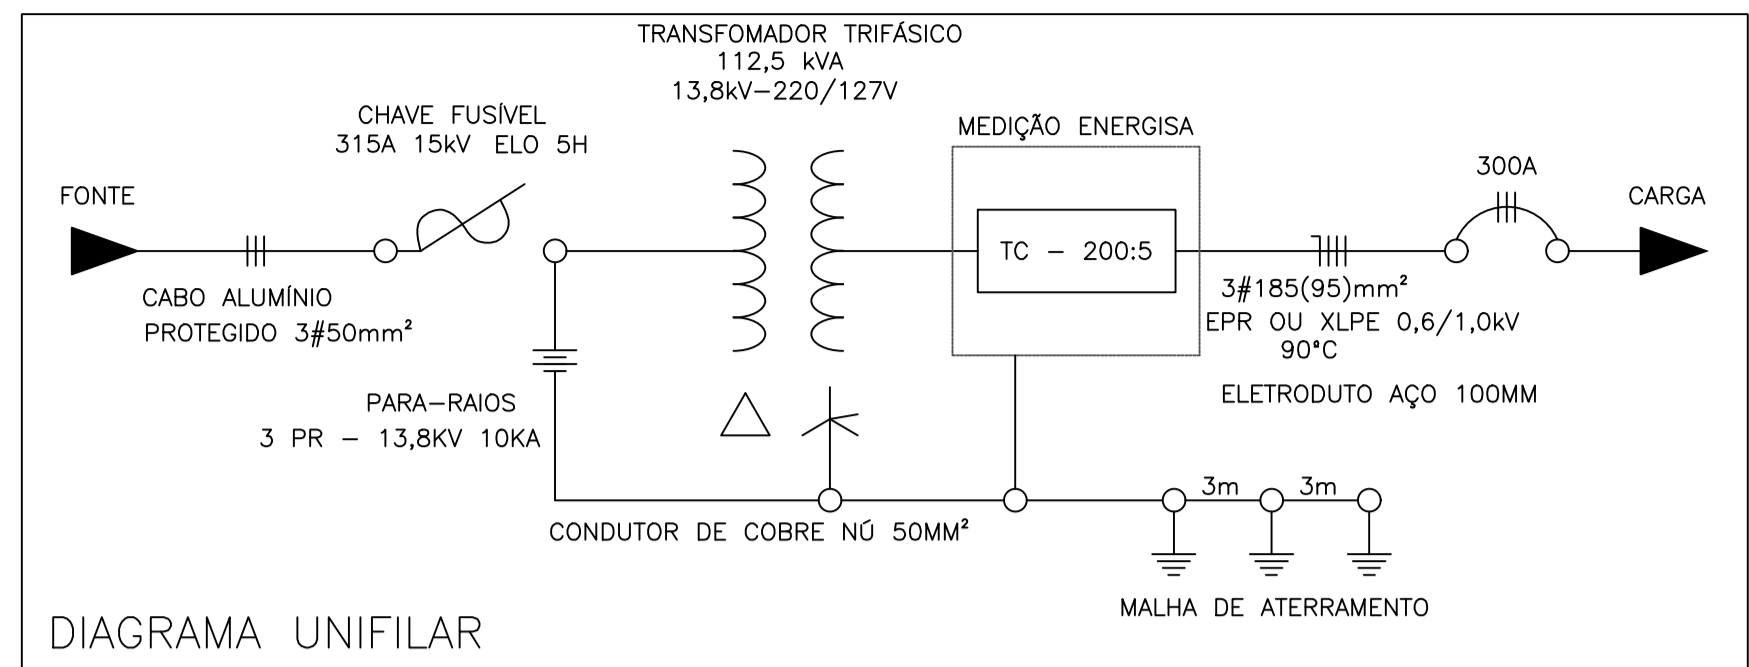 TRANSFOMADOR TRIFÁSICO
112,5 kVA
13,8kV-220/127V
CHAVE FUSÍVEL
315A 15kV ELO 5H
MEDIÇÃO ENERGISA
300A
FONTE
CARGA
TC - 200:5
CABO ALUMÍNIO
PROTEGIDO 3#50mm²
3#185(95)mm²
EPR OU XLPE 0,6/1,0kV
90°C
ELETRODUTO AÇO 100MM
PARA-RAIOS
3 PR - 13,8KV 10KA
3m 3m
CONDUTOR DE COBRE NÚ 50MM²
MALHA DE ATERRAMENTO
DIAGRAMA UNIFILAR